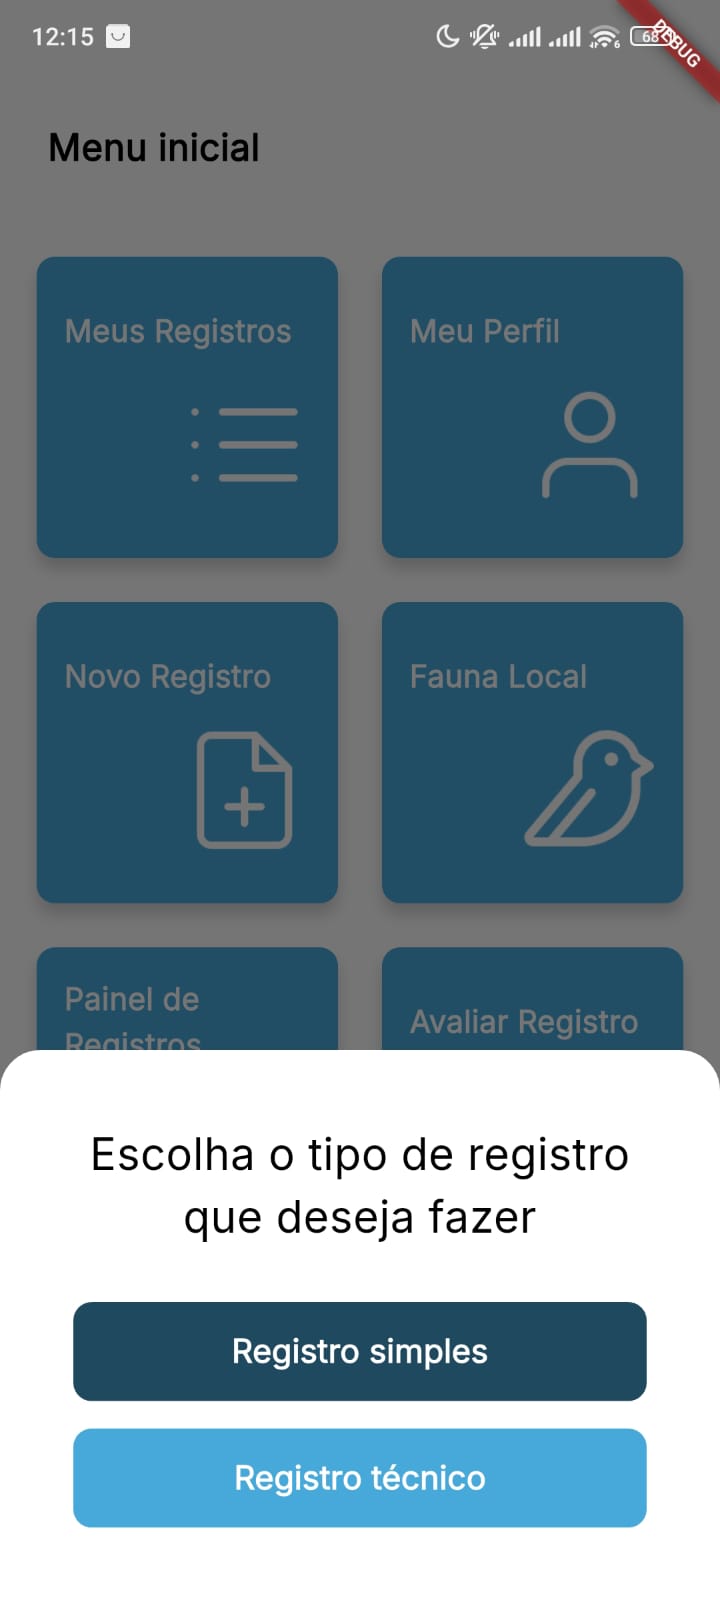 12:15
6
68
DEBUG
Menu inicial
Meus Registros
Meu Perfil
Novo Registro
Fauna Local
Painel de
Registros
Avaliar Registro
Escolha o tipo de registro
que deseja fazer
Registro simples
Registro técnico